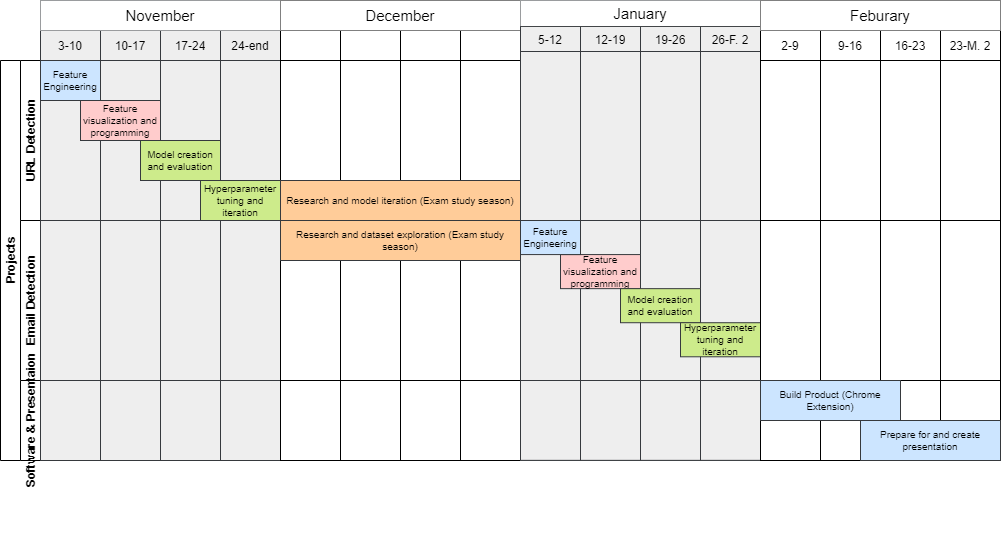 November
December
January
Feburary
3-10
10-17
17-24
24-end
5-12
12-19
19-26
26-F. 2
2-9
9-16
16-23
23-M. 2
Projects
URL Detection
Feature
Engineering
Feature
visualization and
programming
Model creation
and evaluation
Hyperparameter
tuning and
iteration
Research and model iteration (Exam study season)
Email Detection
Research and dataset exploration (Exam study
season)
Feature
Engineering
Feature
visualization and
programming
Model creation
and evaluation
Hyperparameter
tuning and
iteration
Software & Presentaion
Build Product (Chrome
Extension)
Prepare for and create
presentation